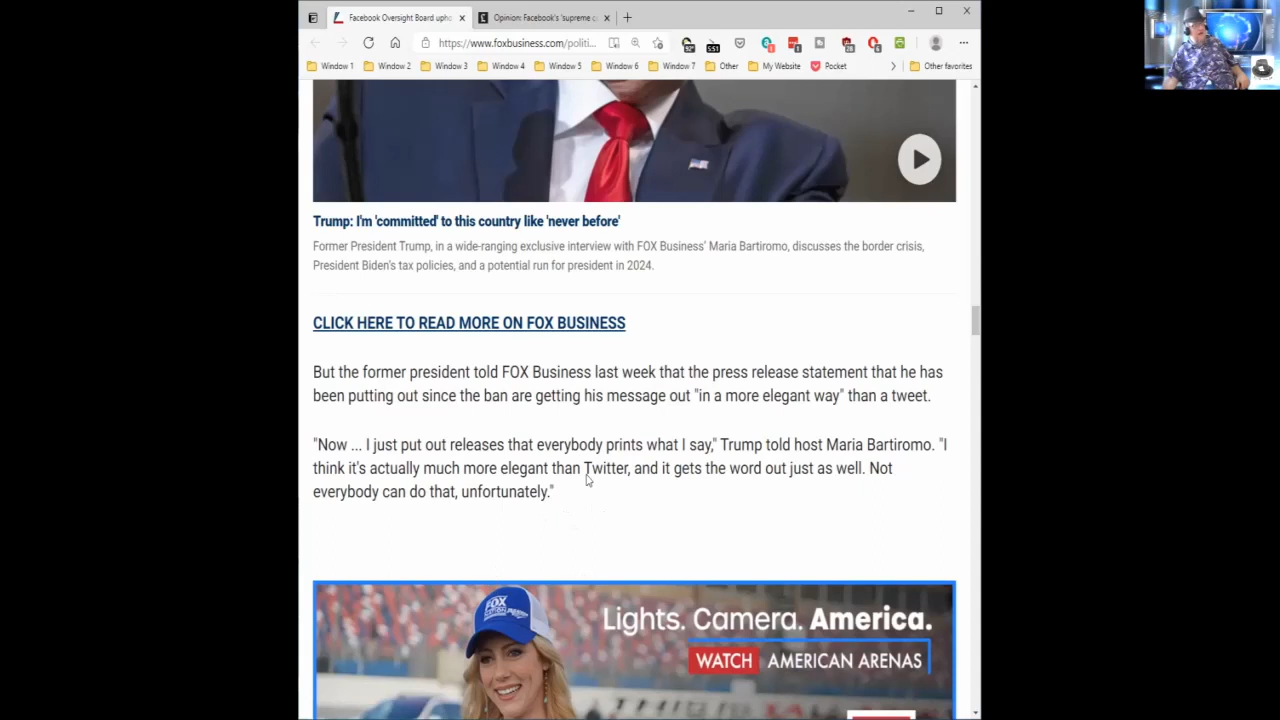 Facebook Oversight Board upho
Opinion: Facebook's 'supreme c
https://www.foxbusiness.com/politi...
92°
5:51
28
6
Window 1
Window 2
Window 3
Window 4
Window 5
Window 6
Window 7
Other
My Website
Pocket
Other favorites
Trump: I'm 'committed' to this country like 'never before'
Former President Trump, in a wide-ranging exclusive interview with FOX Business' Maria Bartiromo, discusses the border crisis,
President Biden's tax policies, and a potential run for president in 2024.
CLICK HERE TO READ MORE ON FOX BUSINESS
But the former president told FOX Business last week that the press release statement that he has
been putting out since the ban are getting his message out "in a more elegant way" than a tweet.
"Now ... I just put out releases that everybody prints what I say," Trump told host Maria Bartiromo. "I
think it's actually much more elegant than Twitter, and it gets the word out just as well. Not
everybody can do that, unfortunately."
FOX
Lights. Camera. America.
WATCH AMERICAN ARENAS